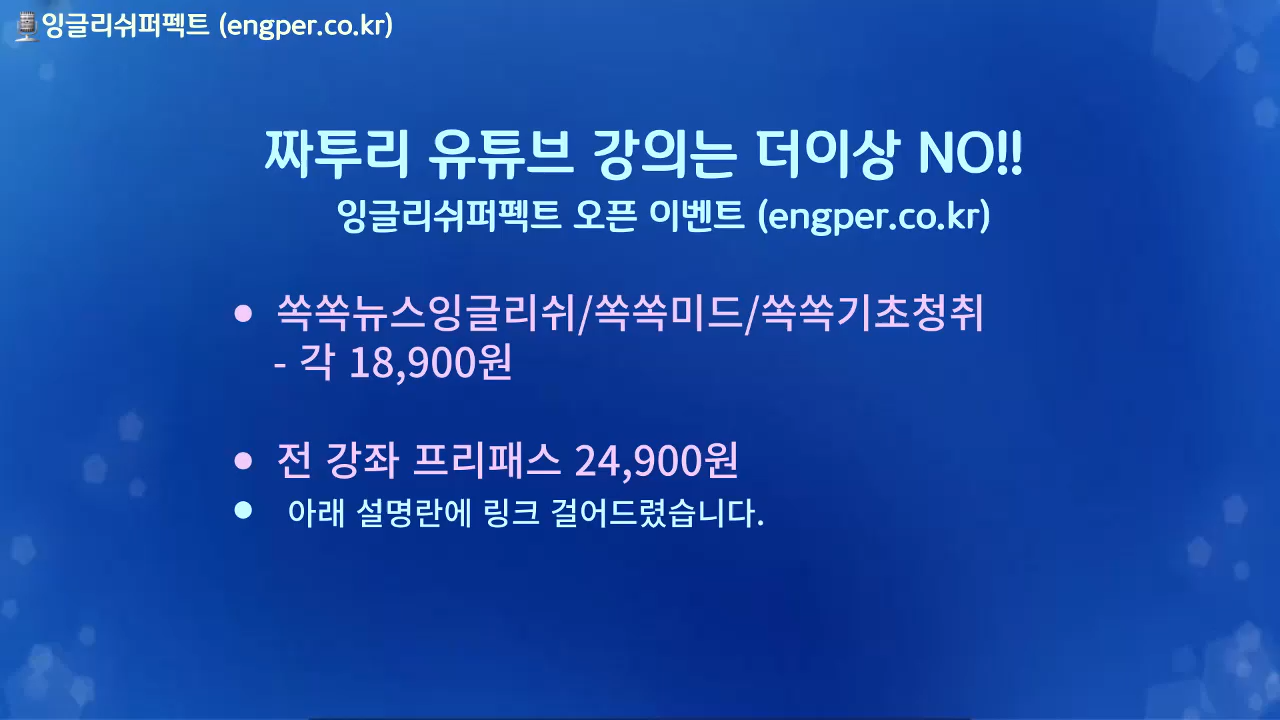 잉글리쉬퍼펙트 (engper.co.kr)
짜투리 유튜브 강의는 더이상 NO!!
잉글리쉬퍼펙트 오픈 이벤트 (engper.co.kr)
● 쏙쏙뉴스잉글리쉬/쏙쏙미드/쏙쏙기초청취
- 각 18,900원
● 전 강좌 프리패스 24,900원
● 아래 설명란에 링크 걸어드렸습니다.